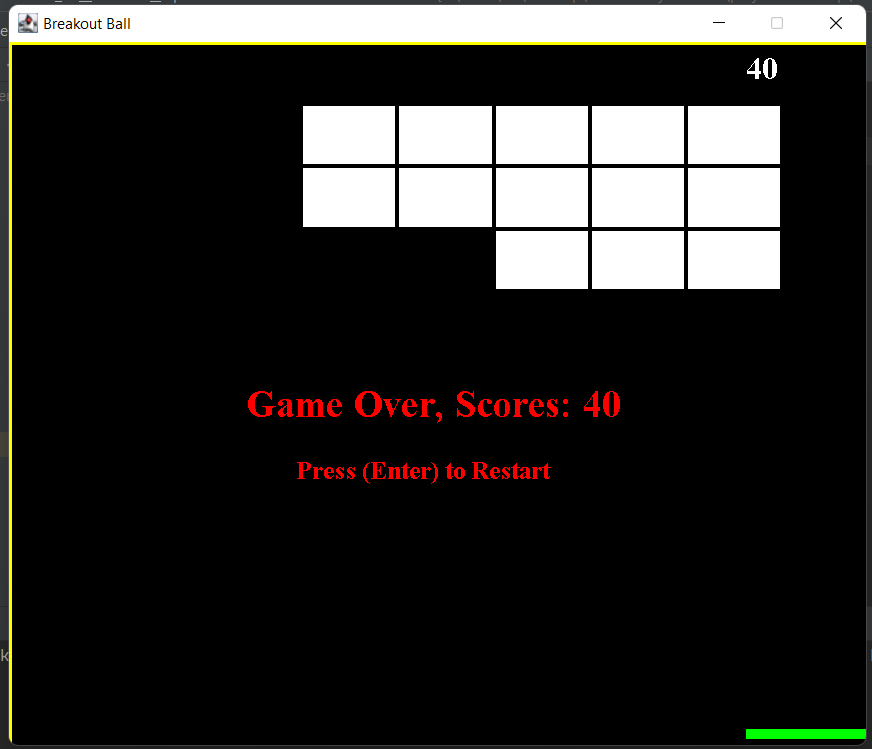 Breakout Ball
40
Game Over, Scores: 40
Press (Enter) to Restart